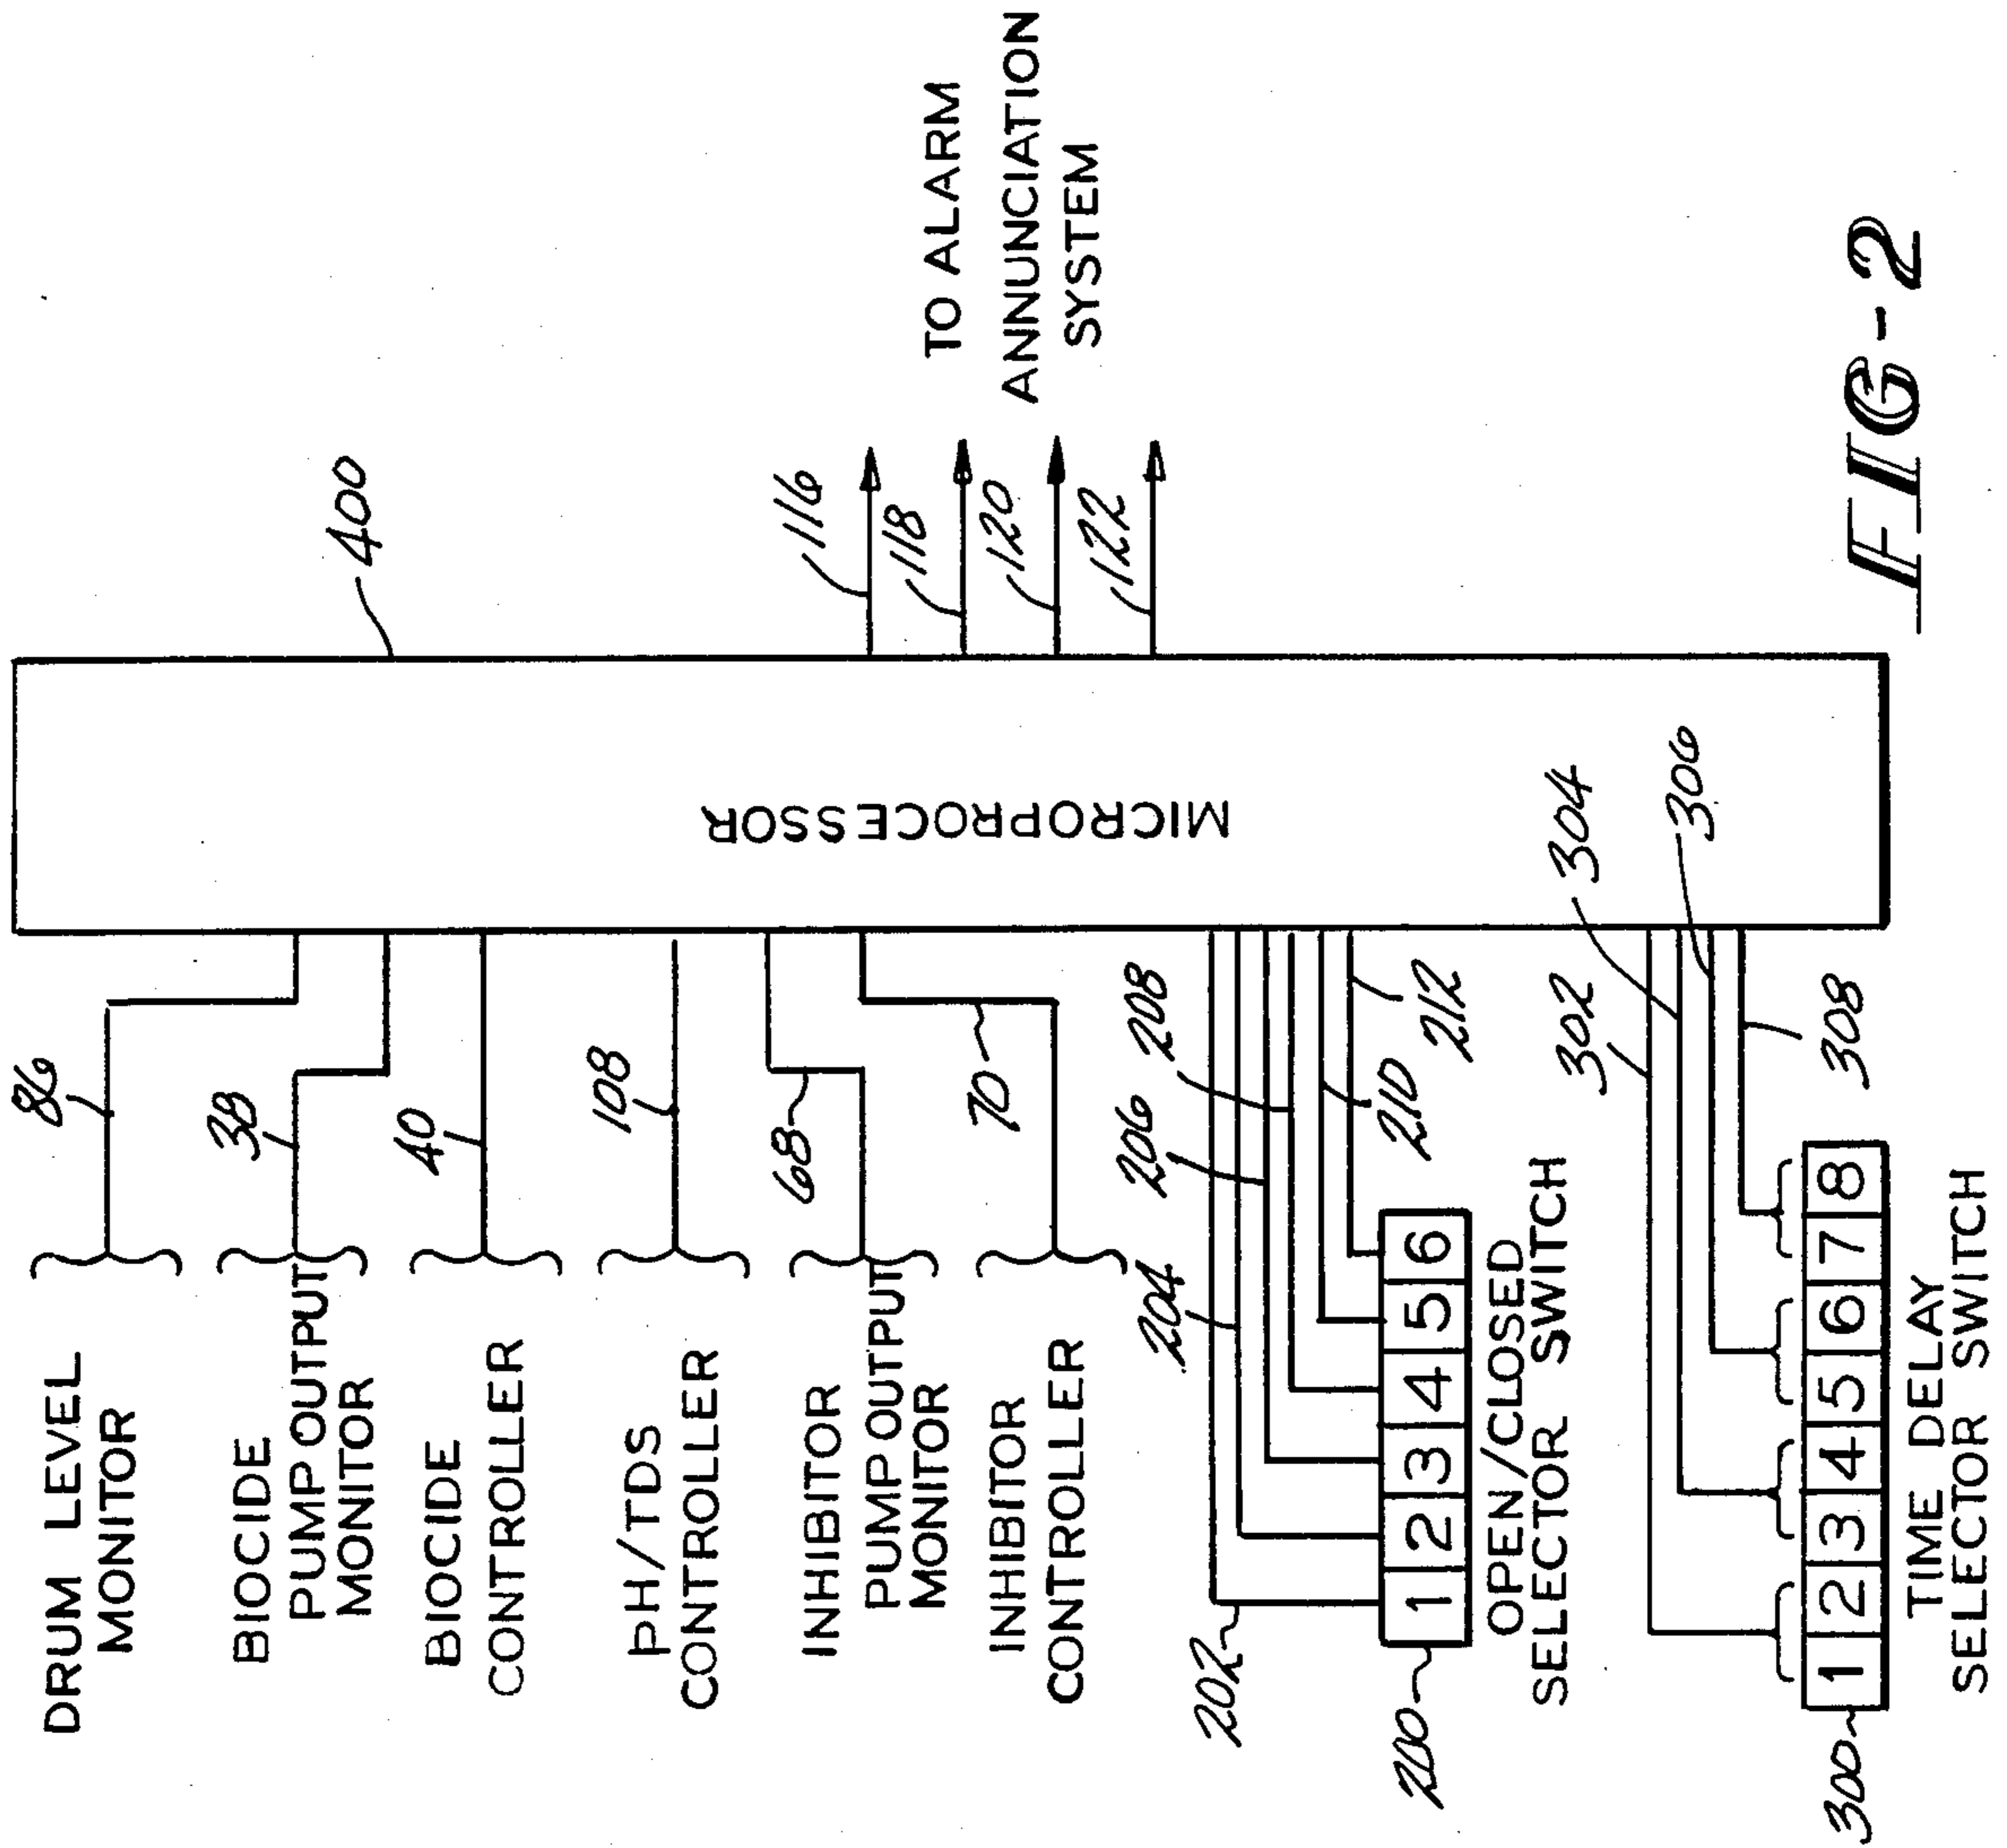 DRUM LEVEL
MONITOR
86
BIOCIDE
PUMP OUTPUT
MONITOR
38
BIOCIDE
CONTROLLER
40
pH/TDS
CONTROLLER
108
INHIBITOR
PUMP OUTPUT
MONITOR
68
INHIBITOR
CONTROLLER
70
MICROPROCESSOR
400
116
118
120
122
TO ALARM
ANNUNCIATION
SYSTEM
202
204
206
208
210
212
200
1 2 3 4 5 6
OPEN/CLOSED
SELECTOR SWITCH
302
304
306
308
300
1 2 3 4 5 6 7 8
TIME DELAY
SELECTOR SWITCH
FIG-2